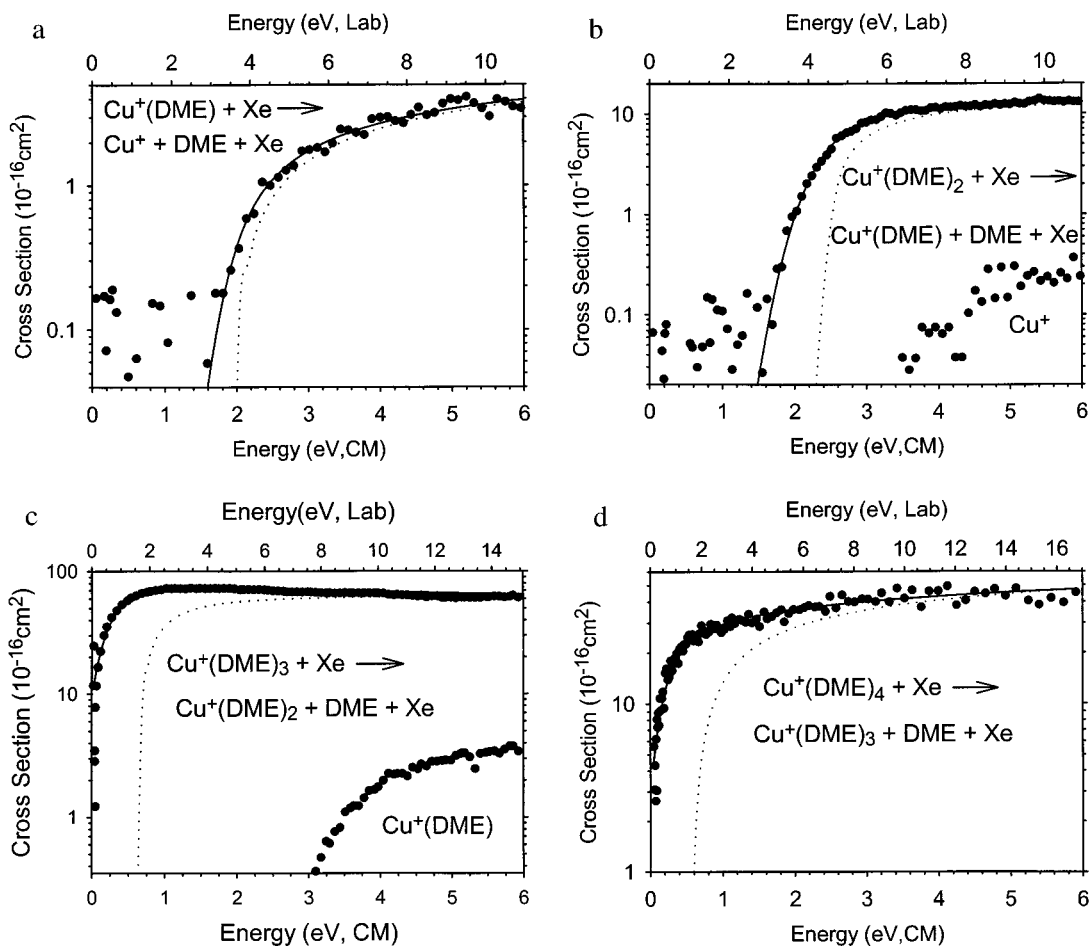 a
Energy (eV, Lab)
0 2 4 6 8 10
Cross Section (10-16cm2)
1
0.1
Cu+(DME) + Xe →
Cu+ + DME + Xe
0 1 2 3 4 5 6
Energy (eV,CM)
b
Energy (eV, Lab)
0 2 4 6 8 10
Cross Section (10-16cm2)
10
1
0.1
Cu+(DME)2 + Xe →
Cu+(DME) + DME + Xe
Cu+
0 1 2 3 4 5 6
Energy (eV,CM)
c
Energy(eV, Lab)
0 2 4 6 8 10 12 14
Cross Section (10-16cm2)
100
10
1
Cu+(DME)3 + Xe →
Cu+(DME)2 + DME + Xe
Cu+(DME)
0 1 2 3 4 5 6
Energy (eV, CM)
d
Energy (eV, Lab)
0 2 4 6 8 10 12 14 16
Cross Section (10-16cm2)
10
1
Cu+(DME)4 + Xe →
Cu+(DME)3 + DME + Xe
0 1 2 3 4 5 6
Energy (eV,CM)